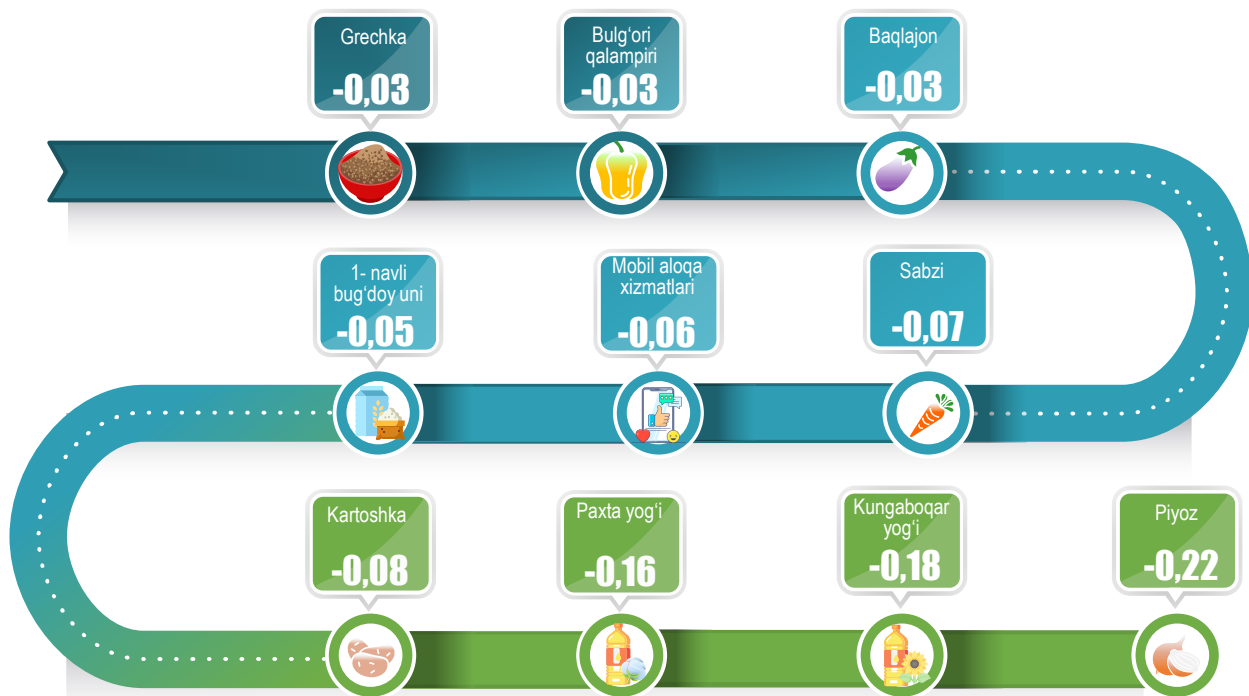 Grechka
-0,03
Bulg‘ori
qalampiri
-0,03
Baqlajon
-0,03
1- navli
bug‘doy uni
-0,05
Mobil aloqa
xizmatlari
-0,06
Sabzi
-0,07
Kartoshka
-0,08
Paxta yog‘i
-0,16
Kungaboqar
yog‘i
-0,18
Piyoz
-0,22